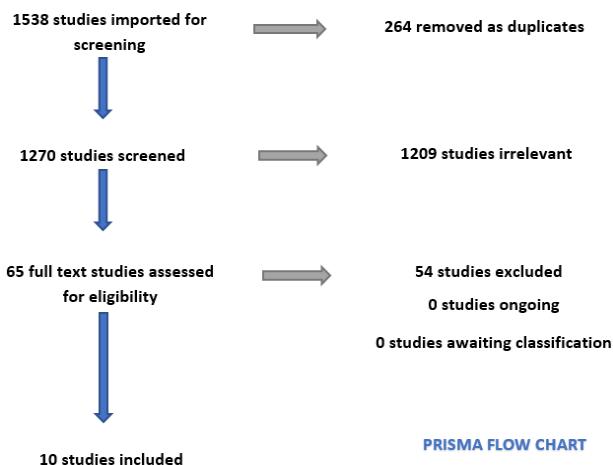 1538 studies imported for
screening
264 removed as duplicates
1270 studies screened
1209 studies irrelevant
65 full text studies assessed
for eligibility
54 studies excluded
0 studies ongoing
0 studies awaiting classification
10 studies included
PRISMA FLOW CHART